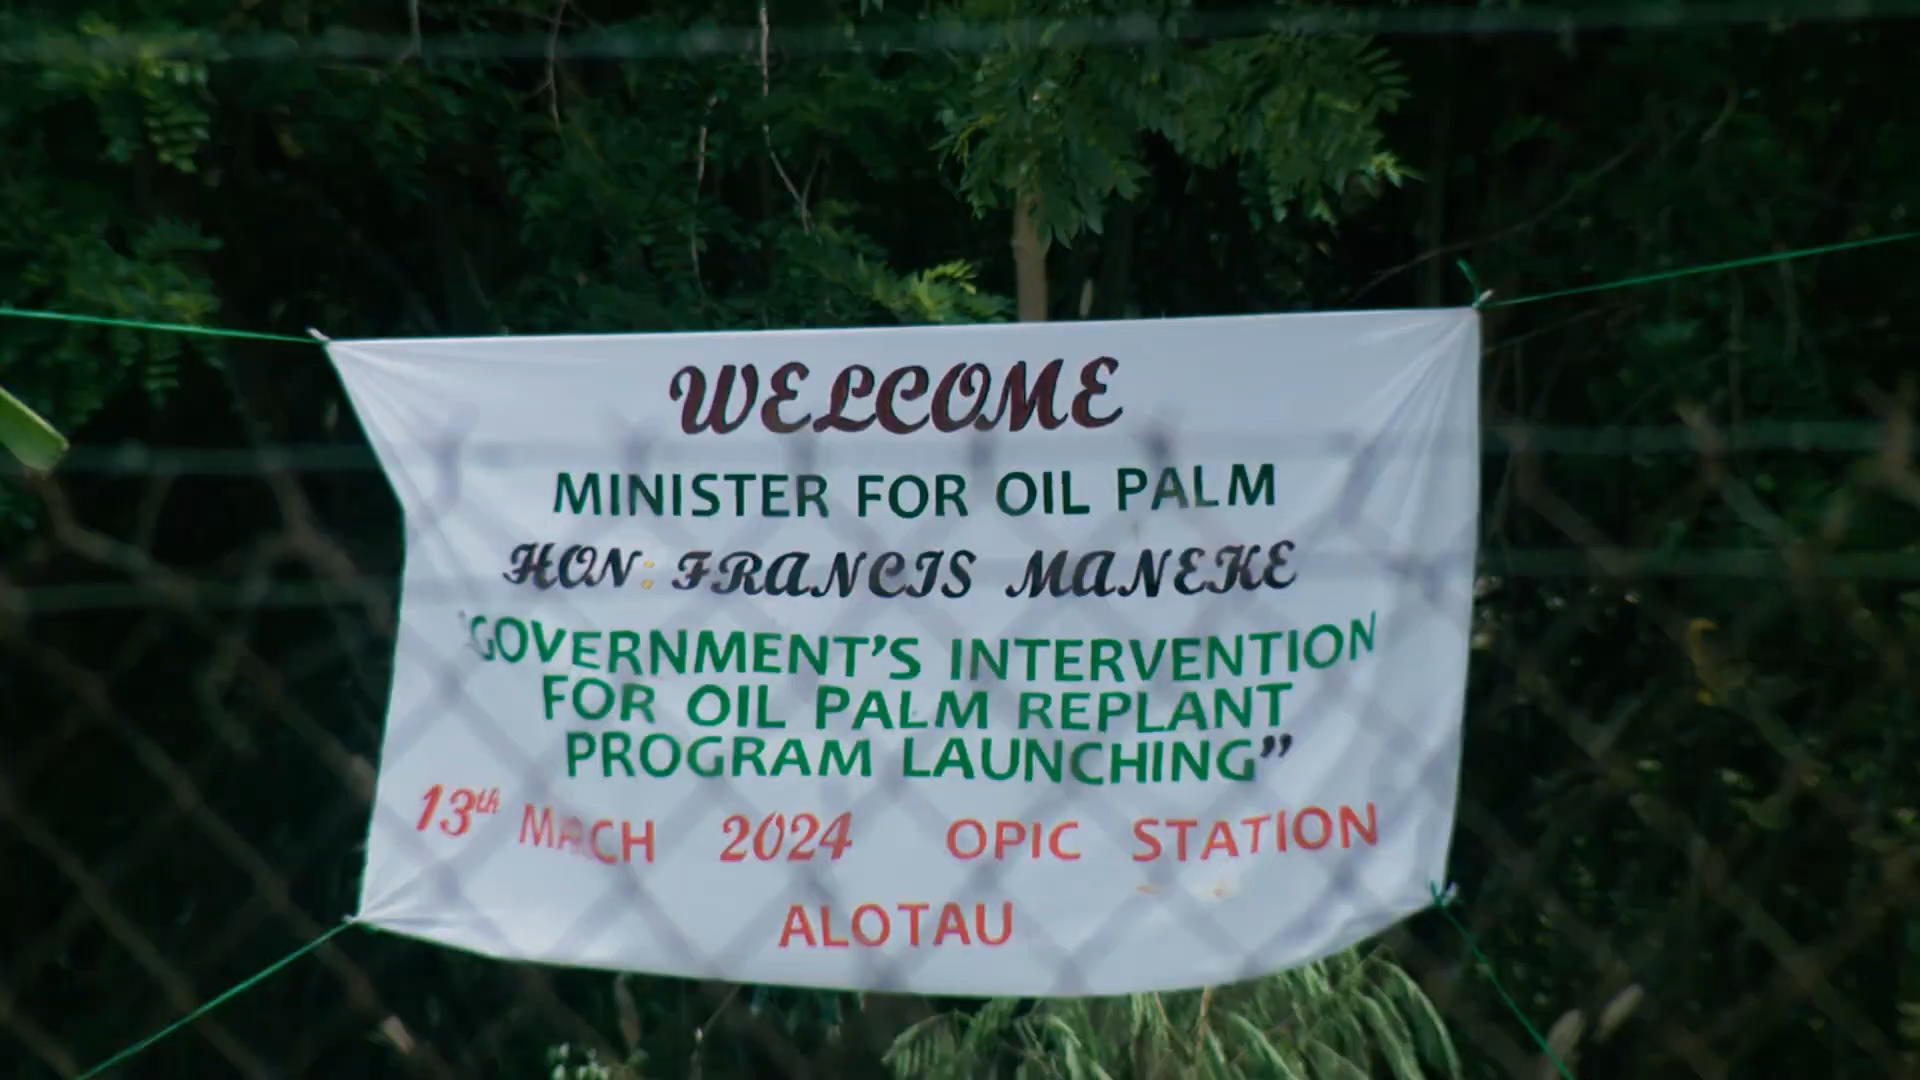 WELCOME
MINISTER FOR OIL PALM
HON: FRANCIS MANEKE
"GOVERNMENT'S INTERVENTION
FOR OIL PALM REPLANT
PROGRAM LAUNCHING"
13th MARCH 2024 OPIC STATION
ALOTAU